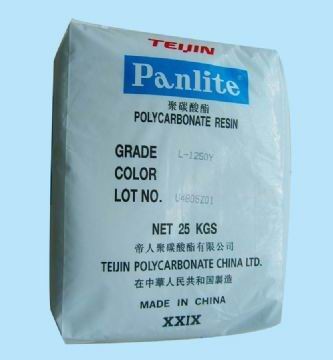 TEIJIN
Panlite®
聚碳酸酯
POLYCARBONATE RESIN
GRADE L-1250Y
COLOR
LOT NO.
NET 25 KGS
帝人聚碳酸酯有限公司
TEIJIN POLYCARBONATE CHINA LTD.
在中華人民共和国製造
MADE IN CHINA
XXIX